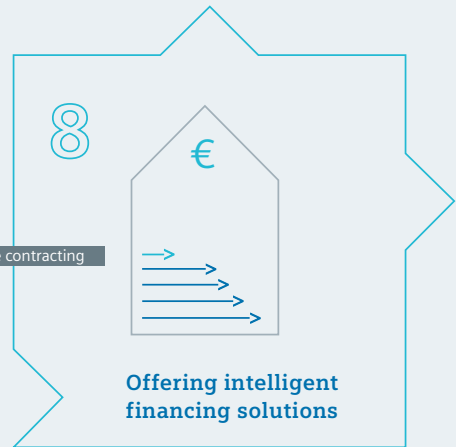 8
€
contracting
Offering intelligent
financing solutions